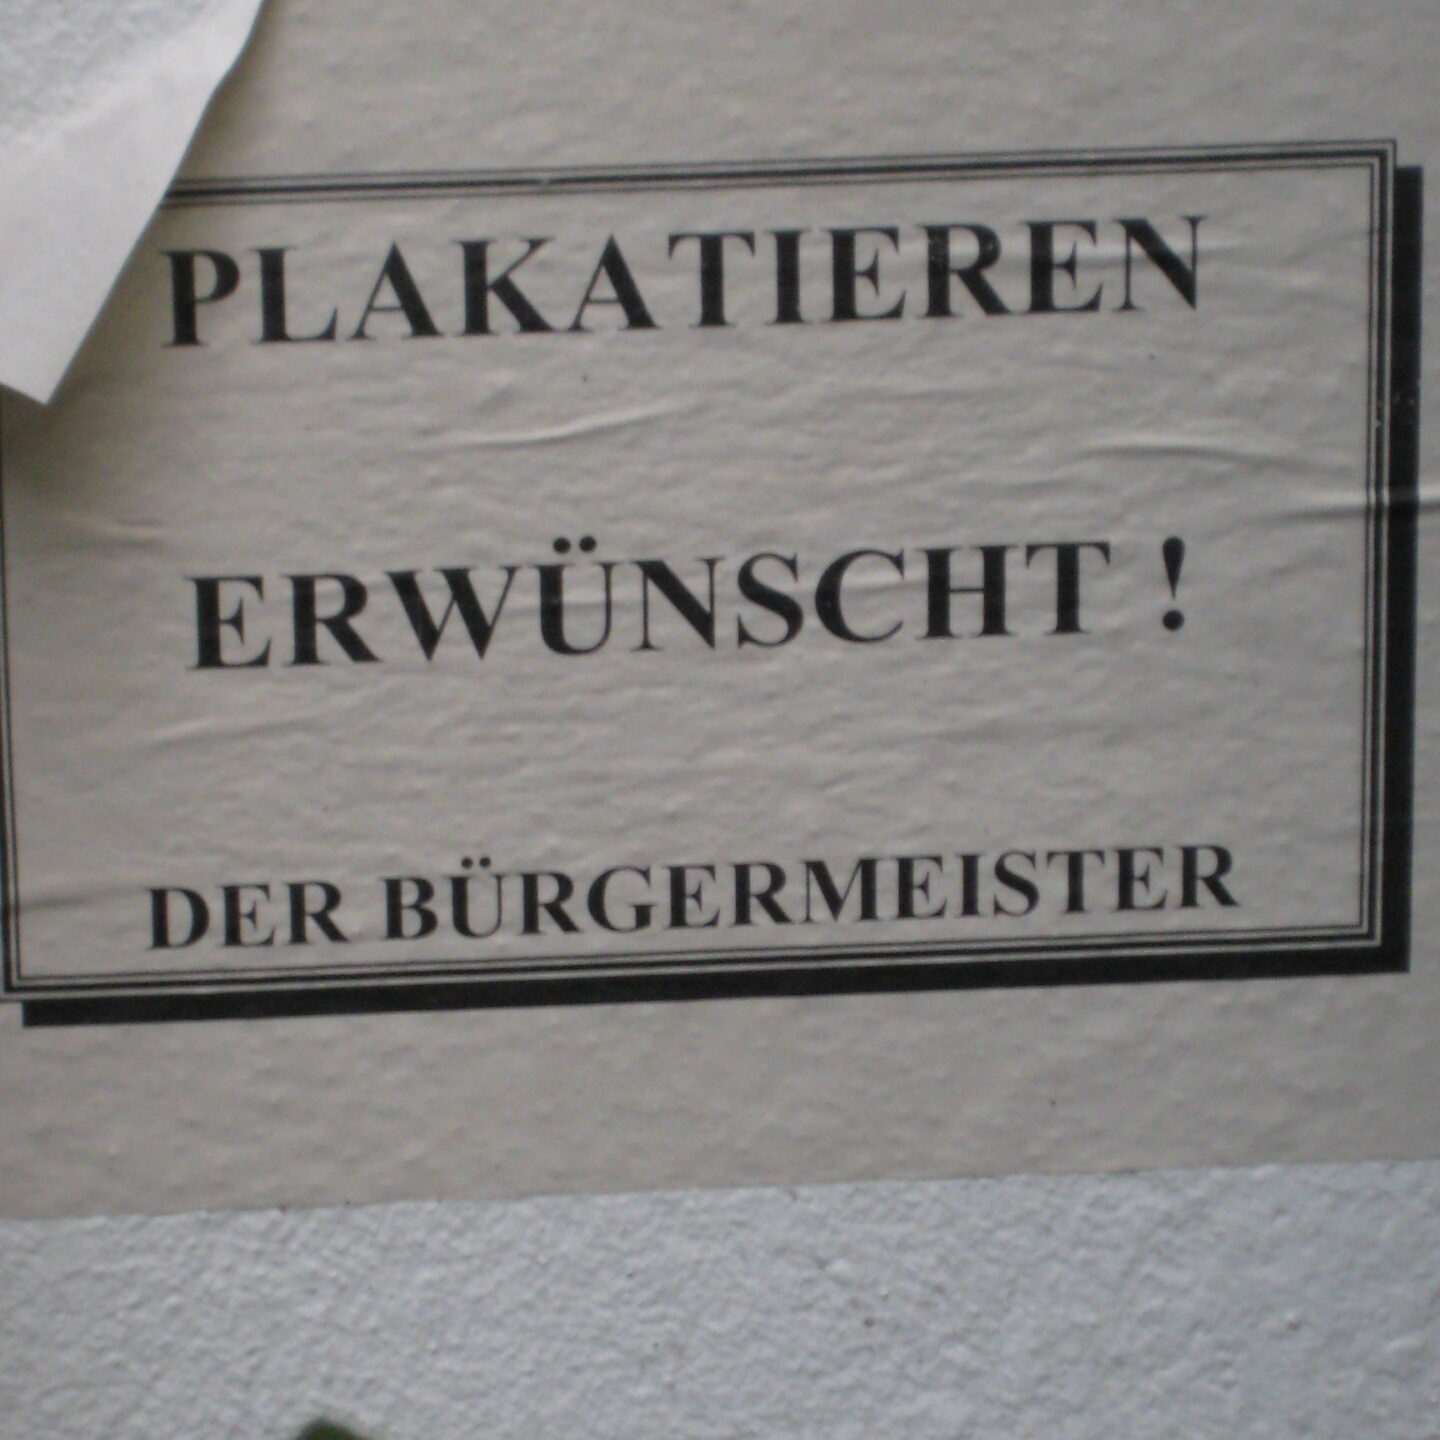 PLAKATIEREN
ERWÜNSCHT !
DER BÜRGERMEISTER